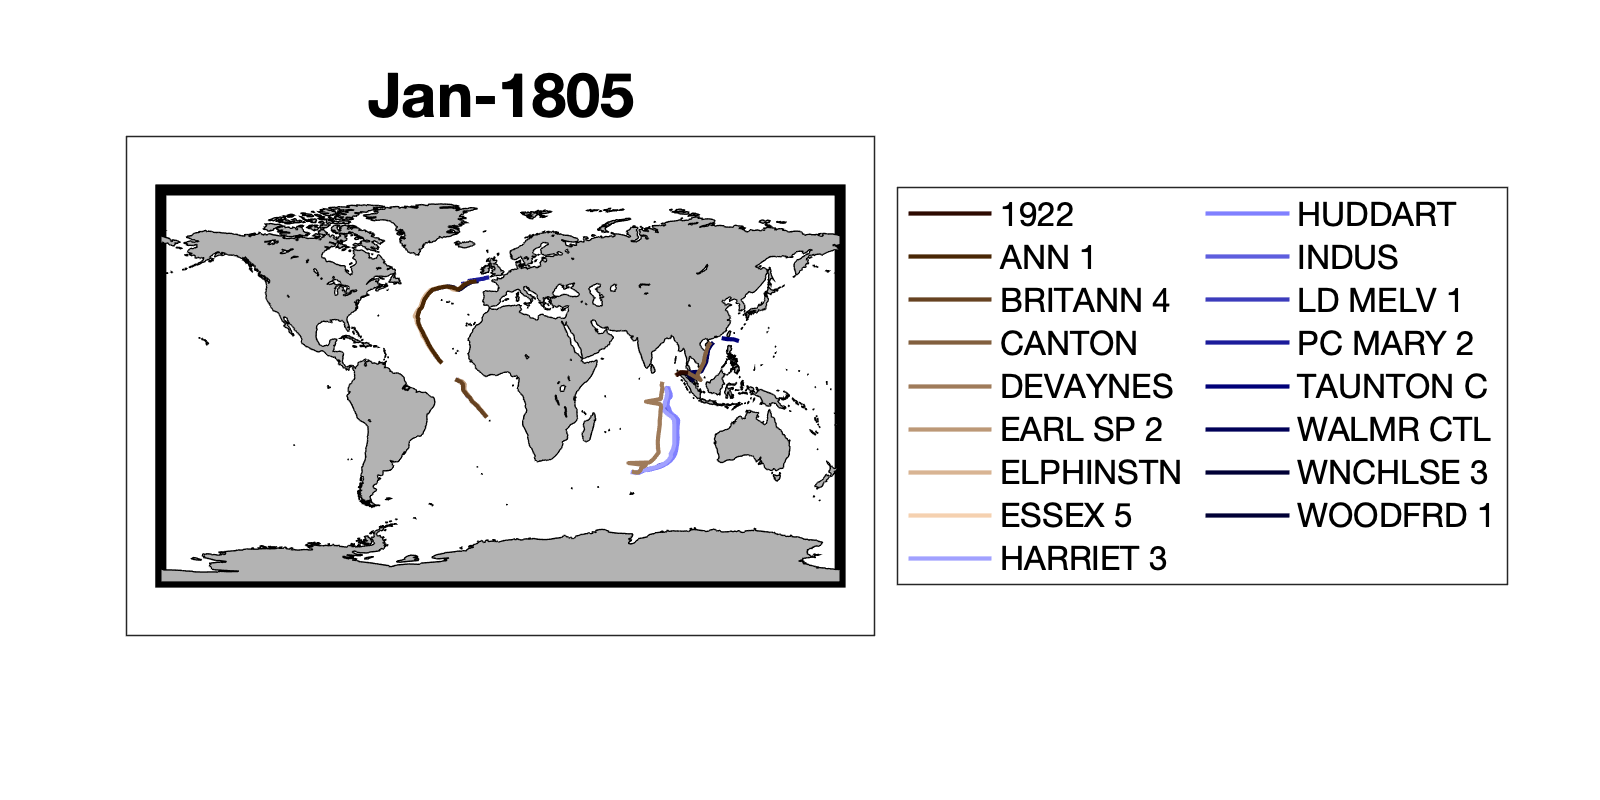 Jan-1805
1922
ANN 1
BRITANN 4
CANTON
DEVAYNES
EARL SP 2
ELPHINSTN
ESSEX 5
HARRIET 3
HUDDART
INDUS
LD MELV 1
PC MARY 2
TAUNTON C
WALMR CTL
WNCHLSE 3
WOODFRD 1